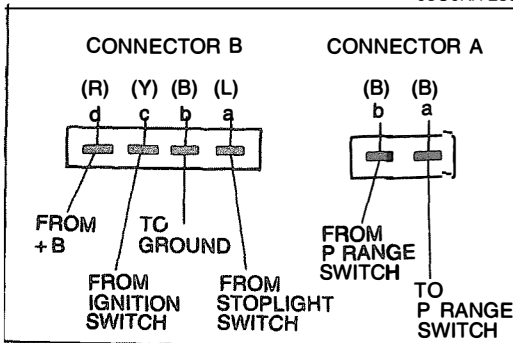 CONNECTOR B
CONNECTOR A
(R) (Y) (B) (L)
d c b a
(B) (B)
b a
FROM
+B
TO
GROUND
FROM
IGNITION
SWITCH
FROM
STOPLIGHT
SWITCH
FROM
P RANGE
SWITCH
TO
P RANGE
SWITCH